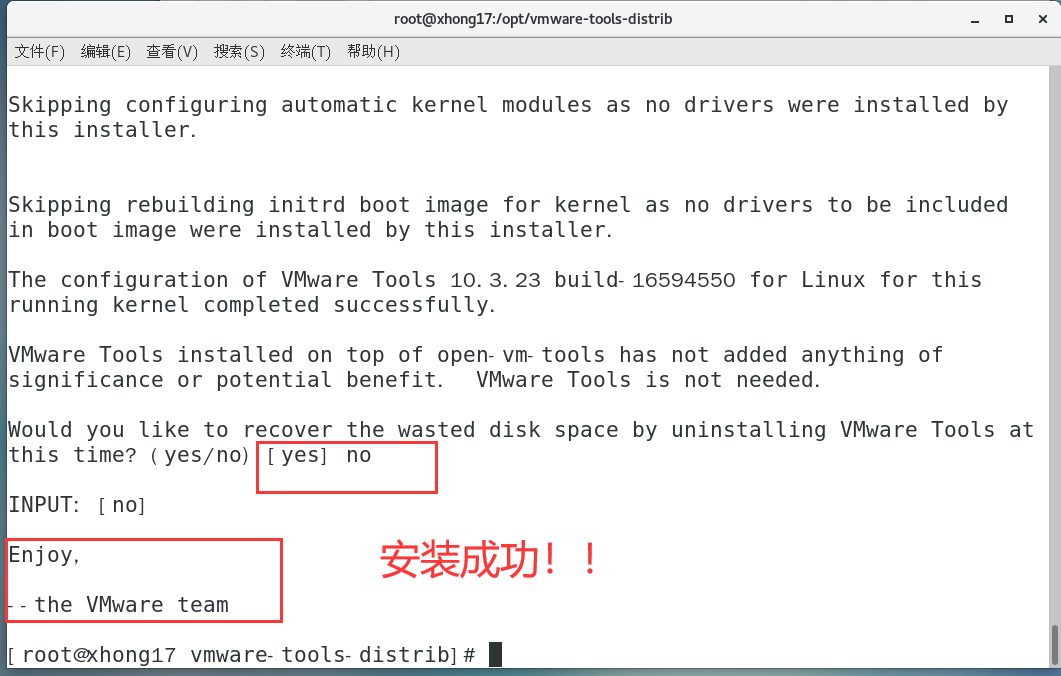 root@xhong17:/opt/vmware-tools-distrib
文件(F) 编辑(E) 查看(V) 搜索(S) 终端(T) 帮助(H)
Skipping configuring automatic kernel modules as no drivers were installed by
this installer.
Skipping rebuilding initrd boot image for kernel as no drivers to be included
in boot image were installed by this installer.
The configuration of VMware Tools 10.3.23 build-16594550 for Linux for this
running kernel completed successfully.
VMware Tools installed on top of open-vm-tools has not added anything of
significance or potential benefit.  VMware Tools is not needed.
Would you like to recover the wasted disk space by uninstalling VMware Tools at
this time? (yes/no) [yes] no
INPUT: [no]
Enjoy,
安装成功！！
--the VMware team
[root@xhong17 vmware-tools-distrib]#